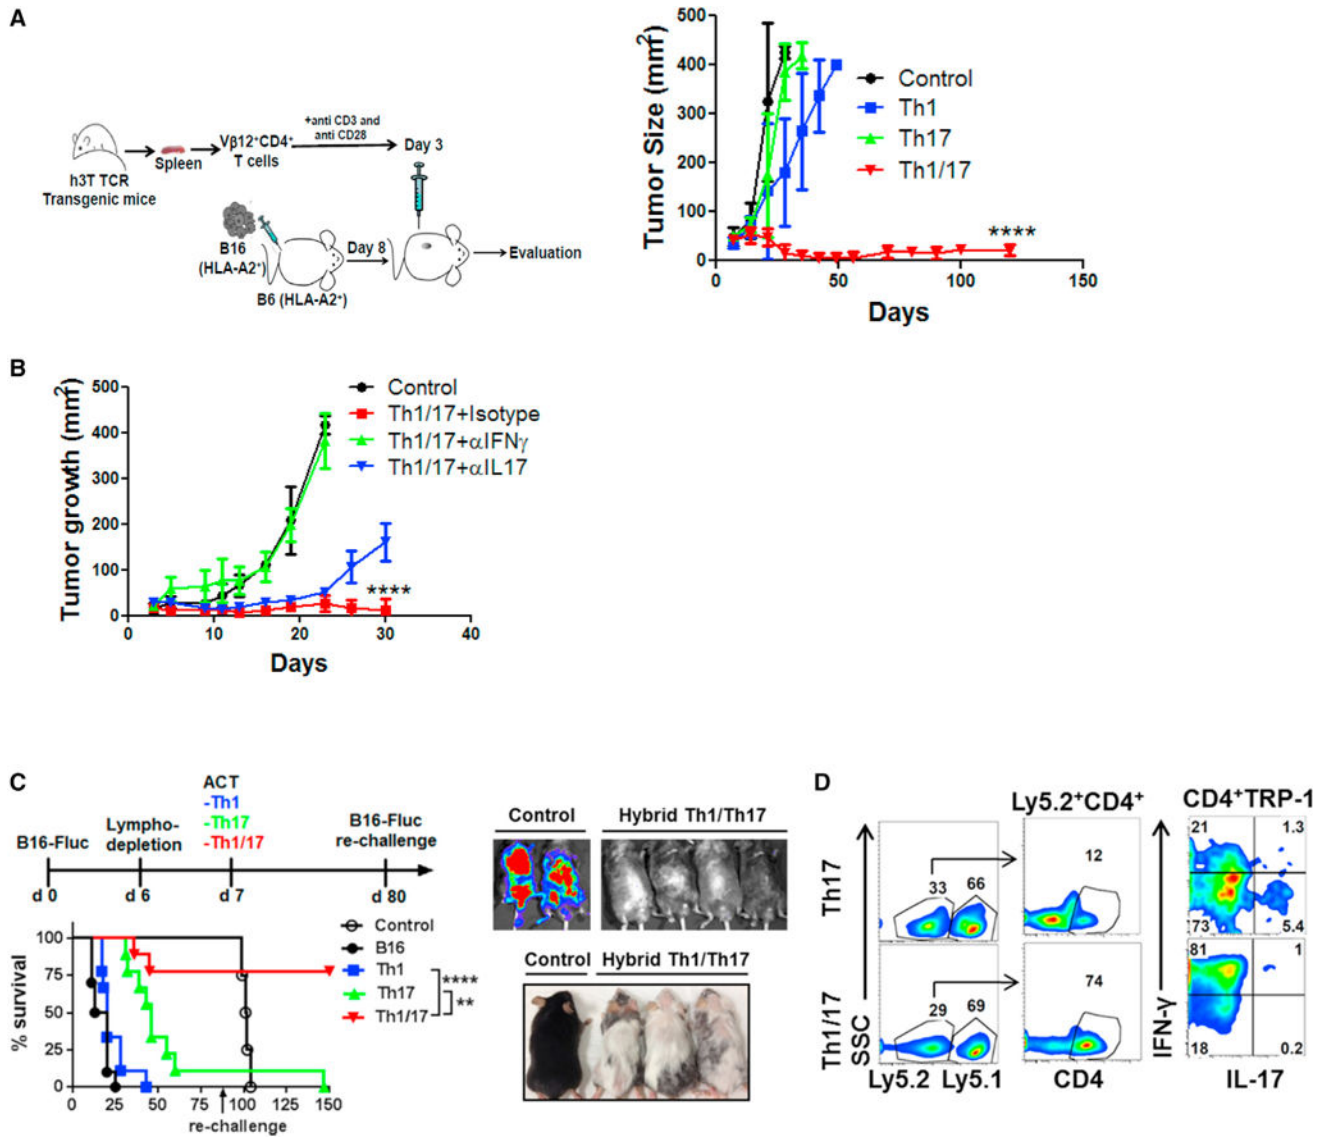 A
h3T TCR
Transgenic mice
Spleen
Vβ12⁺CD4⁺
T cells
+anti CD3 and
anti CD28
Day 3
B16
(HLA-A2⁺)
Day 8
B6 (HLA-A2⁺)
Evaluation
Tumor Size (mm²)
500
400
300
200
100
0
0 50 100 150
Days
Control
Th1
Th17
Th1/17
****
B
Tumor growth (mm²)
500
400
300
200
100
0
0 10 20 30 40
Days
Control
Th1/17+Isotype
Th1/17+αIFNγ
Th1/17+αIL17
****
C
B16-Fluc
Lympho-
depletion
ACT
-Th1
-Th17
-Th1/17
B16-Fluc
re-challenge
d 0 d 6 d 7 d 80
% survival
100
75
50
25
0
0 25 50 75 100 125 150
re-challenge
Control
B16
Th1
Th17
Th1/17
****
**
Control Hybrid Th1/Th17
Control Hybrid Th1/Th17
D
Ly5.2⁺CD4⁺
CD4⁺TRP-1
Th17
33 66
12
21 1.3
73 5.4
Th1/17
29 69
74
81 1
18 0.2
SSC
IFN-γ
Ly5.2 Ly5.1
CD4
IL-17